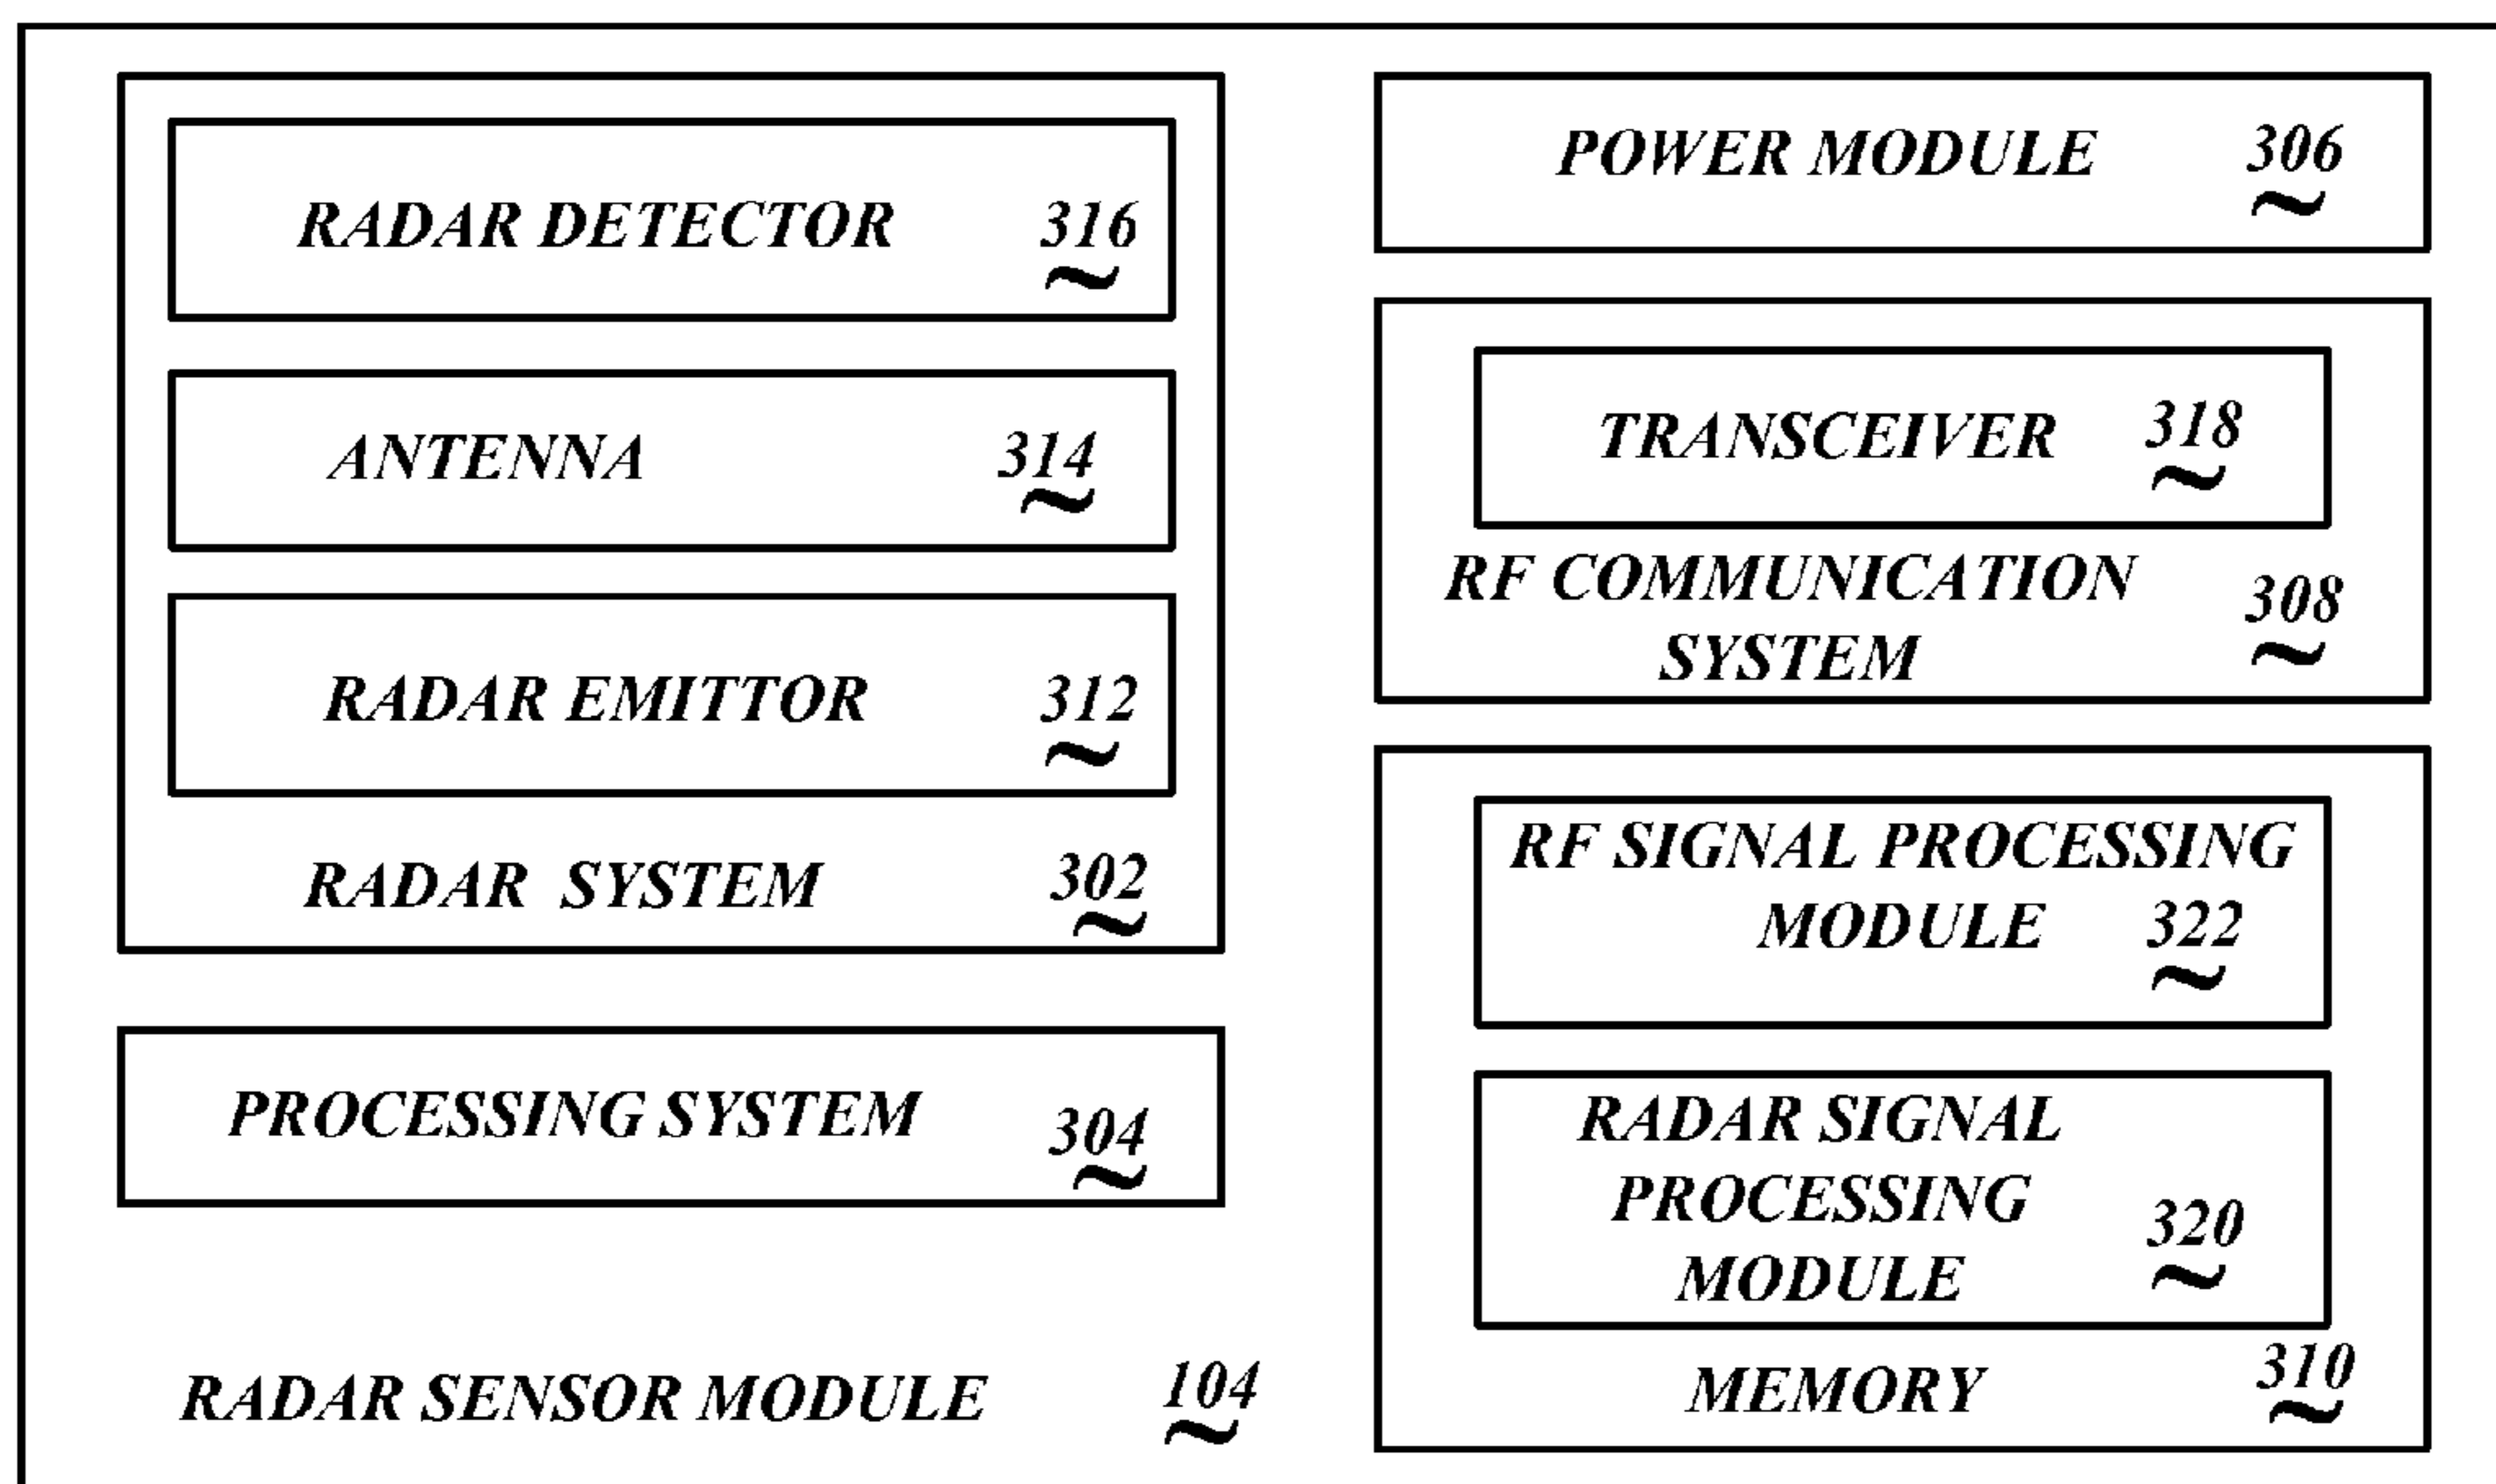 RADAR DETECTOR 316
ANTENNA 314
RADAR EMITTOR 312
RADAR SYSTEM 302
PROCESSING SYSTEM 304
RADAR SENSOR MODULE 104
POWER MODULE 306
TRANSCEIVER 318
RF COMMUNICATION
SYSTEM 308
RF SIGNAL PROCESSING
MODULE 322
RADAR SIGNAL
PROCESSING
MODULE 320
MEMORY 310